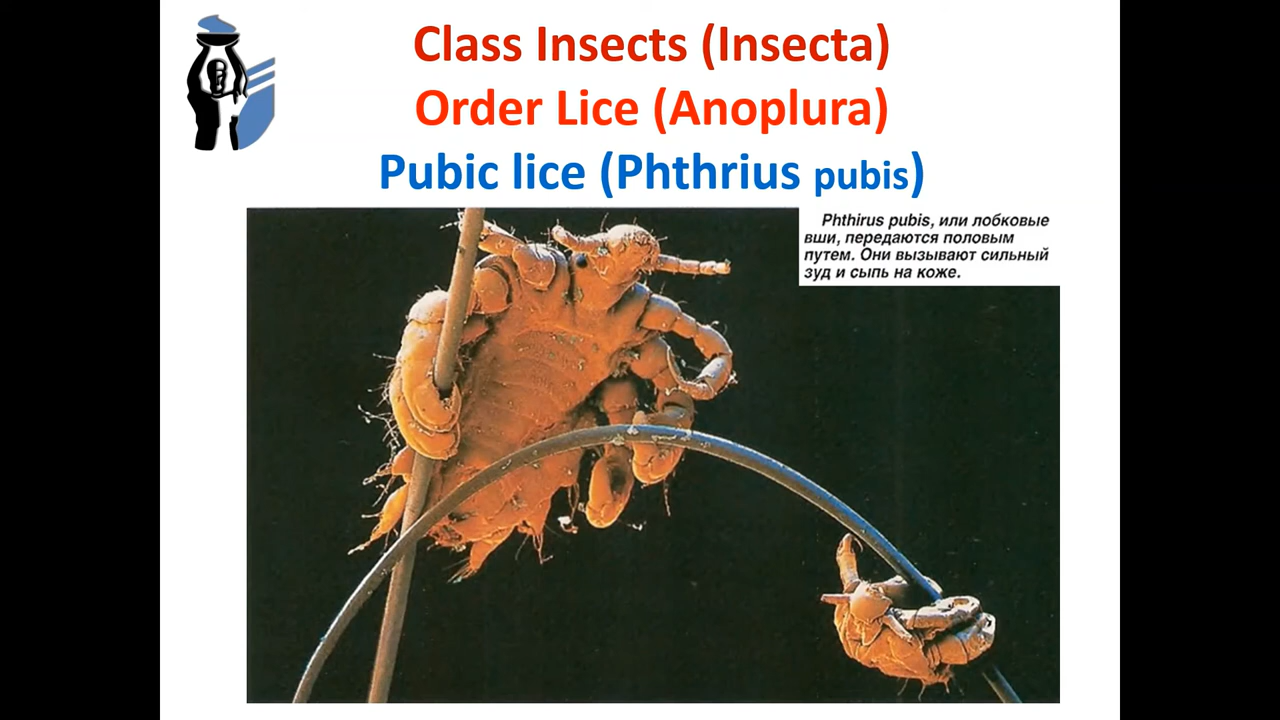 Class Insects (Insecta)
Order Lice (Anoplura)
Pubic lice (Phthrius pubis)
Phthirus pubis, или лобковые
вши, передаются половым
путем. Они вызывают сильный
зуд и сыпь на коже.